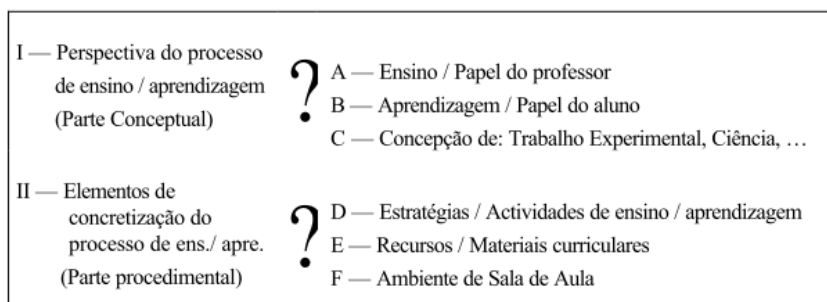 I — Perspectiva do processo
de ensino / aprendizagem
(Parte Conceptual)
?
A — Ensino / Papel do professor
B — Aprendizagem / Papel do aluno
C — Concepção de: Trabalho Experimental, Ciência, …
II — Elementos de
concretização do
processo de ens./ apre.
(Parte procedimental)
?
D — Estratégias / Actividades de ensino / aprendizagem
E — Recursos / Materiais curriculares
F — Ambiente de Sala de Aula